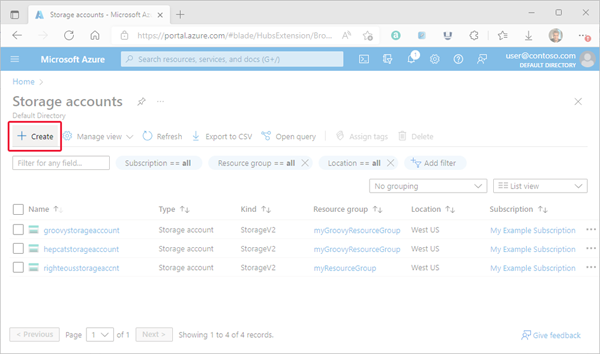 Storage accounts - Microsoft Azu
https://portal.azure.com/#blade/HubsExtension/Bro...
Microsoft Azure
Search resources, services, and docs (G+/)
1
user@contoso.com
DEFAULT DIRECTORY
Home
Storage accounts
Default Directory
Create Manage view Refresh Export to CSV Open query Assign tags Delete
Filter for any field... Subscription == all Resource group == all Location == all Add filter
No grouping List view
Name Type Kind Resource group Location Subscription
groovystorageaccount Storage account StorageV2 myGroovyResourceGroup West US My Example Subscription
hepcatstorageaccount Storage account StorageV2 myGroovyResourceGroup West US My Example Subscription
righteousstorageaccnt Storage account StorageV2 myResourceGroup West US My Example Subscription
< Previous Page 1 of 1 Next > Showing 1 to 4 of 4 records. Give feedback